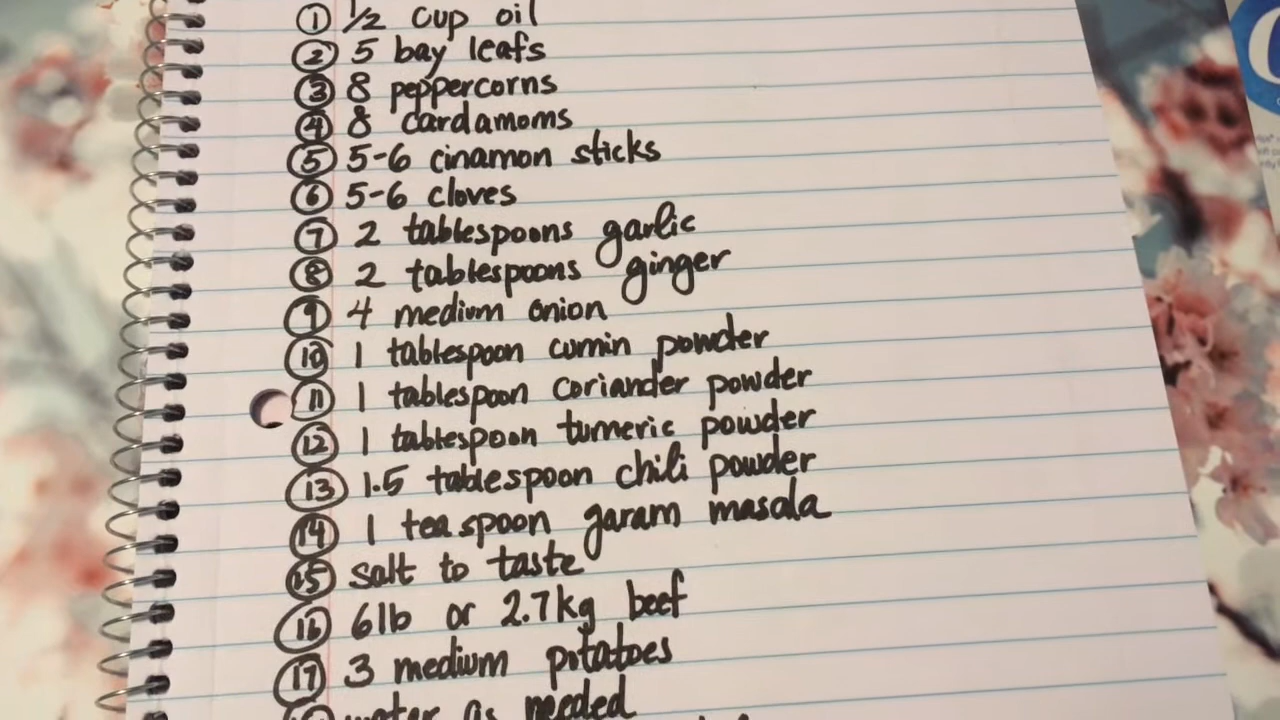 ① 1/2 cup oil
② 5 bay leafs
③ 8 peppercorns
④ 8 cardamoms
⑤ 5-6 cinamon sticks
⑥ 5-6 cloves
⑦ 2 tablespoons garlic
⑧ 2 tablespoons ginger
⑨ 4 medium onion
⑩ 1 tablespoon cumin powder
⑪ 1 tablespoon coriander powder
⑫ 1 tablespoon tumeric powder
⑬ 1.5 tablespoon chili powder
⑭ 1 teaspoon garam masala
⑮ salt to taste
⑯ 6lb or 2.7kg beef
⑰ 3 medium potatoes
water as needed